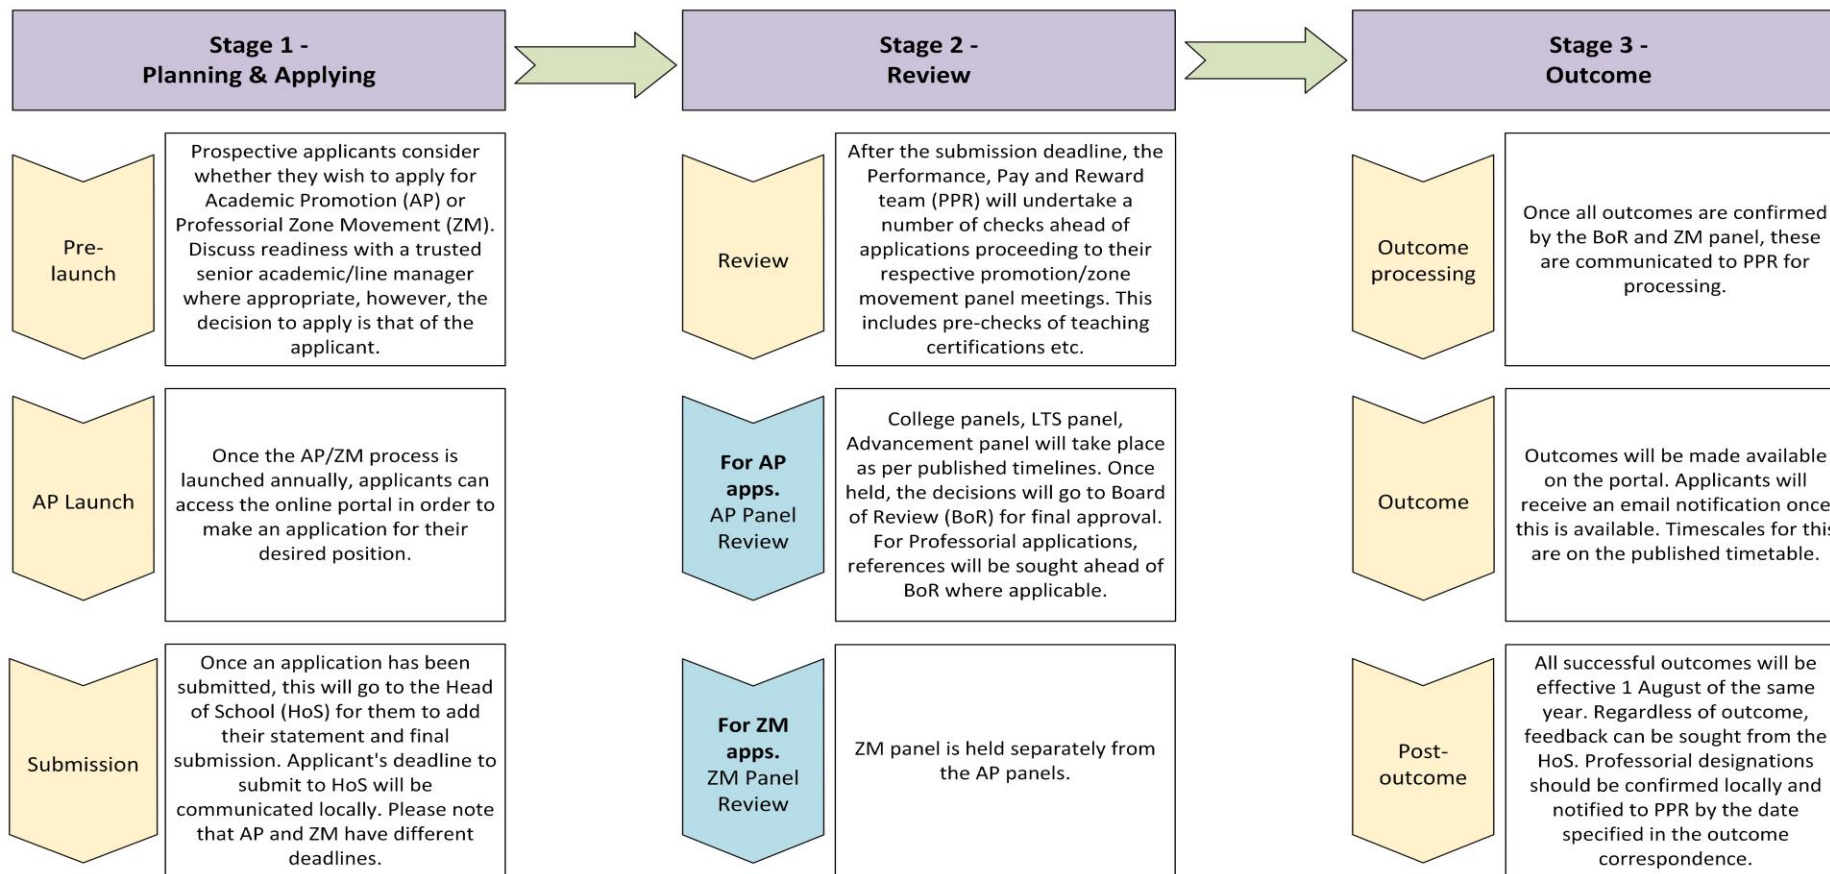 Stage 1 -
Planning & Applying
Pre-
launch
Prospective applicants consider
whether they wish to apply for
Academic Promotion (AP) or
Professorial Zone Movement (ZM).
Discuss readiness with a trusted
senior academic/line manager
where appropriate, however, the
decision to apply is that of the
applicant.
AP Launch
Once the AP/ZM process is
launched annually, applicants can
access the online portal in order to
make an application for their
desired position.
Submission
Once an application has been
submitted, this will go to the Head
of School (HoS) for them to add
their statement and final
submission. Applicant's deadline to
submit to HoS will be
communicated locally. Please note
that AP and ZM have different
deadlines.
Stage 2 -
Review
Review
After the submission deadline, the
Performance, Pay and Reward
team (PPR) will undertake a
number of checks ahead of
applications proceeding to their
respective promotion/zone
movement panel meetings. This
includes pre-checks of teaching
certifications etc.
For AP
apps.
AP Panel
Review
College panels, LTS panel,
Advancement panel will take place
as per published timelines. Once
held, the decisions will go to Board
of Review (BoR) for final approval.
For Professorial applications,
references will be sought ahead of
BoR where applicable.
For ZM
apps.
ZM Panel
Review
ZM panel is held separately from
the AP panels.
Stage 3 -
Outcome
Outcome
processing
Once all outcomes are confirmed
by the BoR and ZM panel, these
are communicated to PPR for
processing.
Outcome
Outcomes will be made available
on the portal. Applicants will
receive an email notification once
this is available. Timescales for this
are on the published timetable.
Post-
outcome
All successful outcomes will be
effective 1 August of the same
year. Regardless of outcome,
feedback can be sought from the
HoS. Professorial designations
should be confirmed locally and
notified to PPR by the date
specified in the outcome
correspondence.